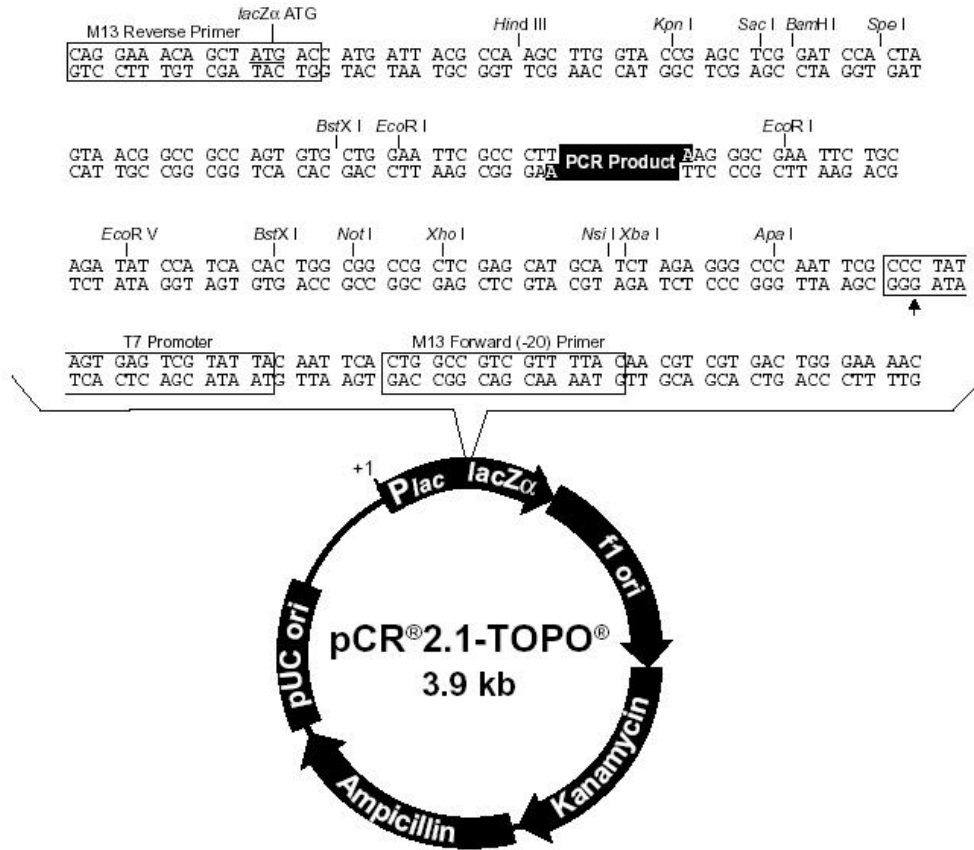 lacZα ATG
M13 Reverse Primer Hind III Kpn I Sac I BamH I Spe I
CAG GAA ACA GCT ATG ACC ATG ATT ACG CCA AGC TTG GTA CCG AGC TCG GAT CCA CTA
GTC CTT TGT CGA TAC TGG TAC TAA TGC GGT TCG AAC CAT GGC TCG AGC CTA GGT GAT
BstX I EcoR I EcoR I
GTA ACG GCC GCC AGT GTG CTG GAA TTC GCC CTT PCR Product AAG GGC GAA TTC TGC
CAT TGC CGG CGG TCA CAC GAC CTT AAG CGG GAA TTC CCG CTT AAG ACG
EcoR V BstX I Not I Xho I Nsi I Xba I Apa I
AGA TAT CCA TCA CAC TGG CGG CCG CTC GAG CAT GCA TCT AGA GGG CCC AAT TCG CCC TAT
TCT ATA GGT AGT GTG ACC GCC GGC GAG CTC GTA CGT AGA TCT CCC GGG TTA AGC GGG ATA
T7 Promoter M13 Forward (-20) Primer
AGT GAG TCG TAT TAC AAT TCA CTG GCC GTC GTT TTA CAA CGT CGT GAC TGG GAA AAC
TCA CTC AGC ATA ATG TTA AGT GAC CGG CAG CAA AAT GTT GCA GCA CTG ACC CTT TTG
+1
Plac lacZα
f1 ori
pUC ori
pCR®2.1-TOPO®
3.9 kb
Kanamycin
Ampicillin